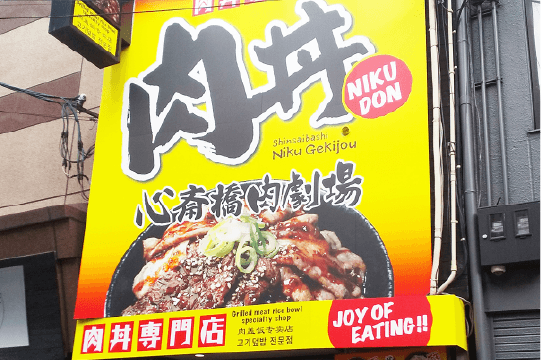 肉丼
NIKU
DON
Shinsaibashi
Niku Gekijou
心斎橋肉劇場
Grilled meat rice bowl
specialty shop
肉盖饭专卖店
고기덮밥 전문점
肉丼専門店
JOY OF
EATING!!